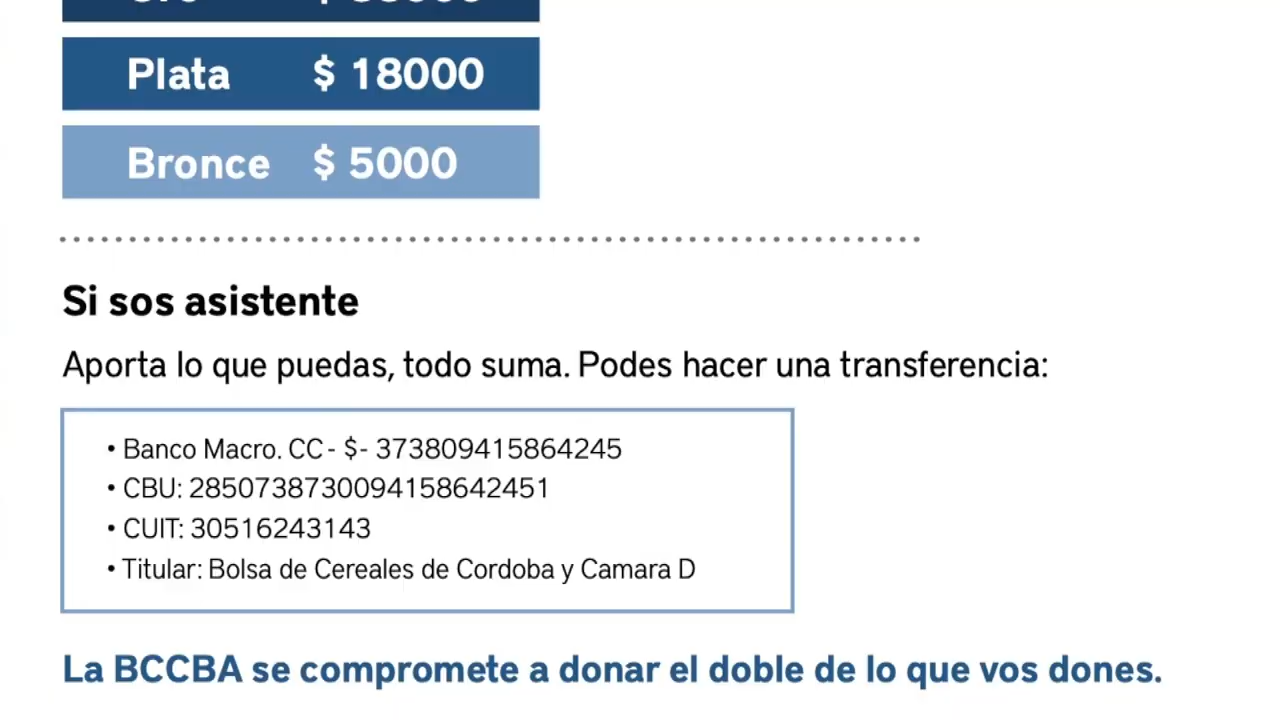 Plata $ 18000
Bronce $ 5000
Si sos asistente
Aporta lo que puedas, todo suma. Podes hacer una transferencia:
• Banco Macro. CC - $- 373809415864245
• CBU: 2850738730094158642451
• CUIT: 30516243143
• Titular: Bolsa de Cereales de Cordoba y Camara D
La BCCBA se compromete a donar el doble de lo que vos dones.